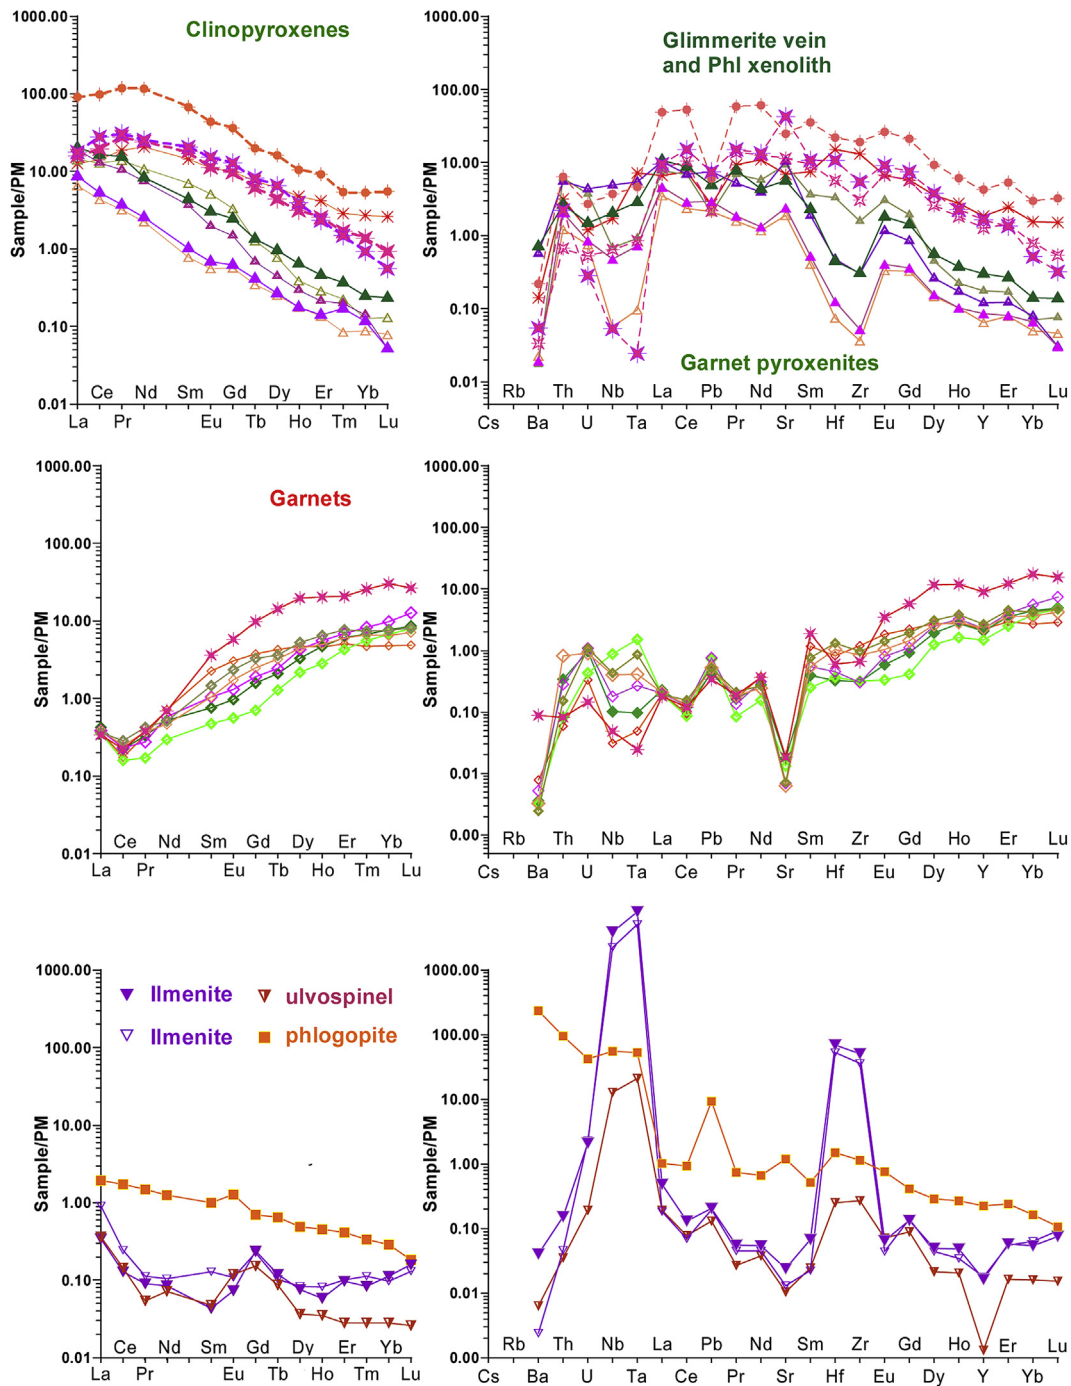 1000.00
100.00
10.00
1.00
0.10
0.01
Sample/PM
Clinopyroxenes
Ce Nd Sm Gd Dy Er Yb
La Pr Eu Tb Ho Tm Lu
1000.00
100.00
10.00
1.00
0.10
0.01
Sample/PM
Glimmerite vein
and Phl xenolith
Garnet pyroxenites
Rb Th Nb La Pb Nd Sm Zr Gd Ho Er Lu
Cs Ba U Ta Ce Pr Sr Hf Eu Dy Y Yb
1000.00
100.00
10.00
1.00
0.10
0.01
Sample/PM
Garnets
Ce Nd Sm Gd Dy Er Yb
La Pr Eu Tb Ho Tm Lu
1000.00
100.00
10.00
1.00
0.10
0.01
0.00
Sample/PM
Rb Th Nb La Pb Nd Sm Zr Gd Ho Er Lu
Cs Ba U Ta Ce Pr Sr Hf Eu Dy Y Yb
1000.00
100.00
10.00
1.00
0.10
0.01
Sample/PM
Ilmenite ulvospinel
Ilmenite phlogopite
Ce Nd Sm Gd Dy Er Yb
La Pr Eu Tb Ho Tm Lu
1000.00
100.00
10.00
1.00
0.10
0.01
0.00
Sample/PM
Rb Th Nb La Pb Nd Sm Zr Gd Ho Er Lu
Cs Ba U Ta Ce Pr Sr Hf Eu Dy Y Yb